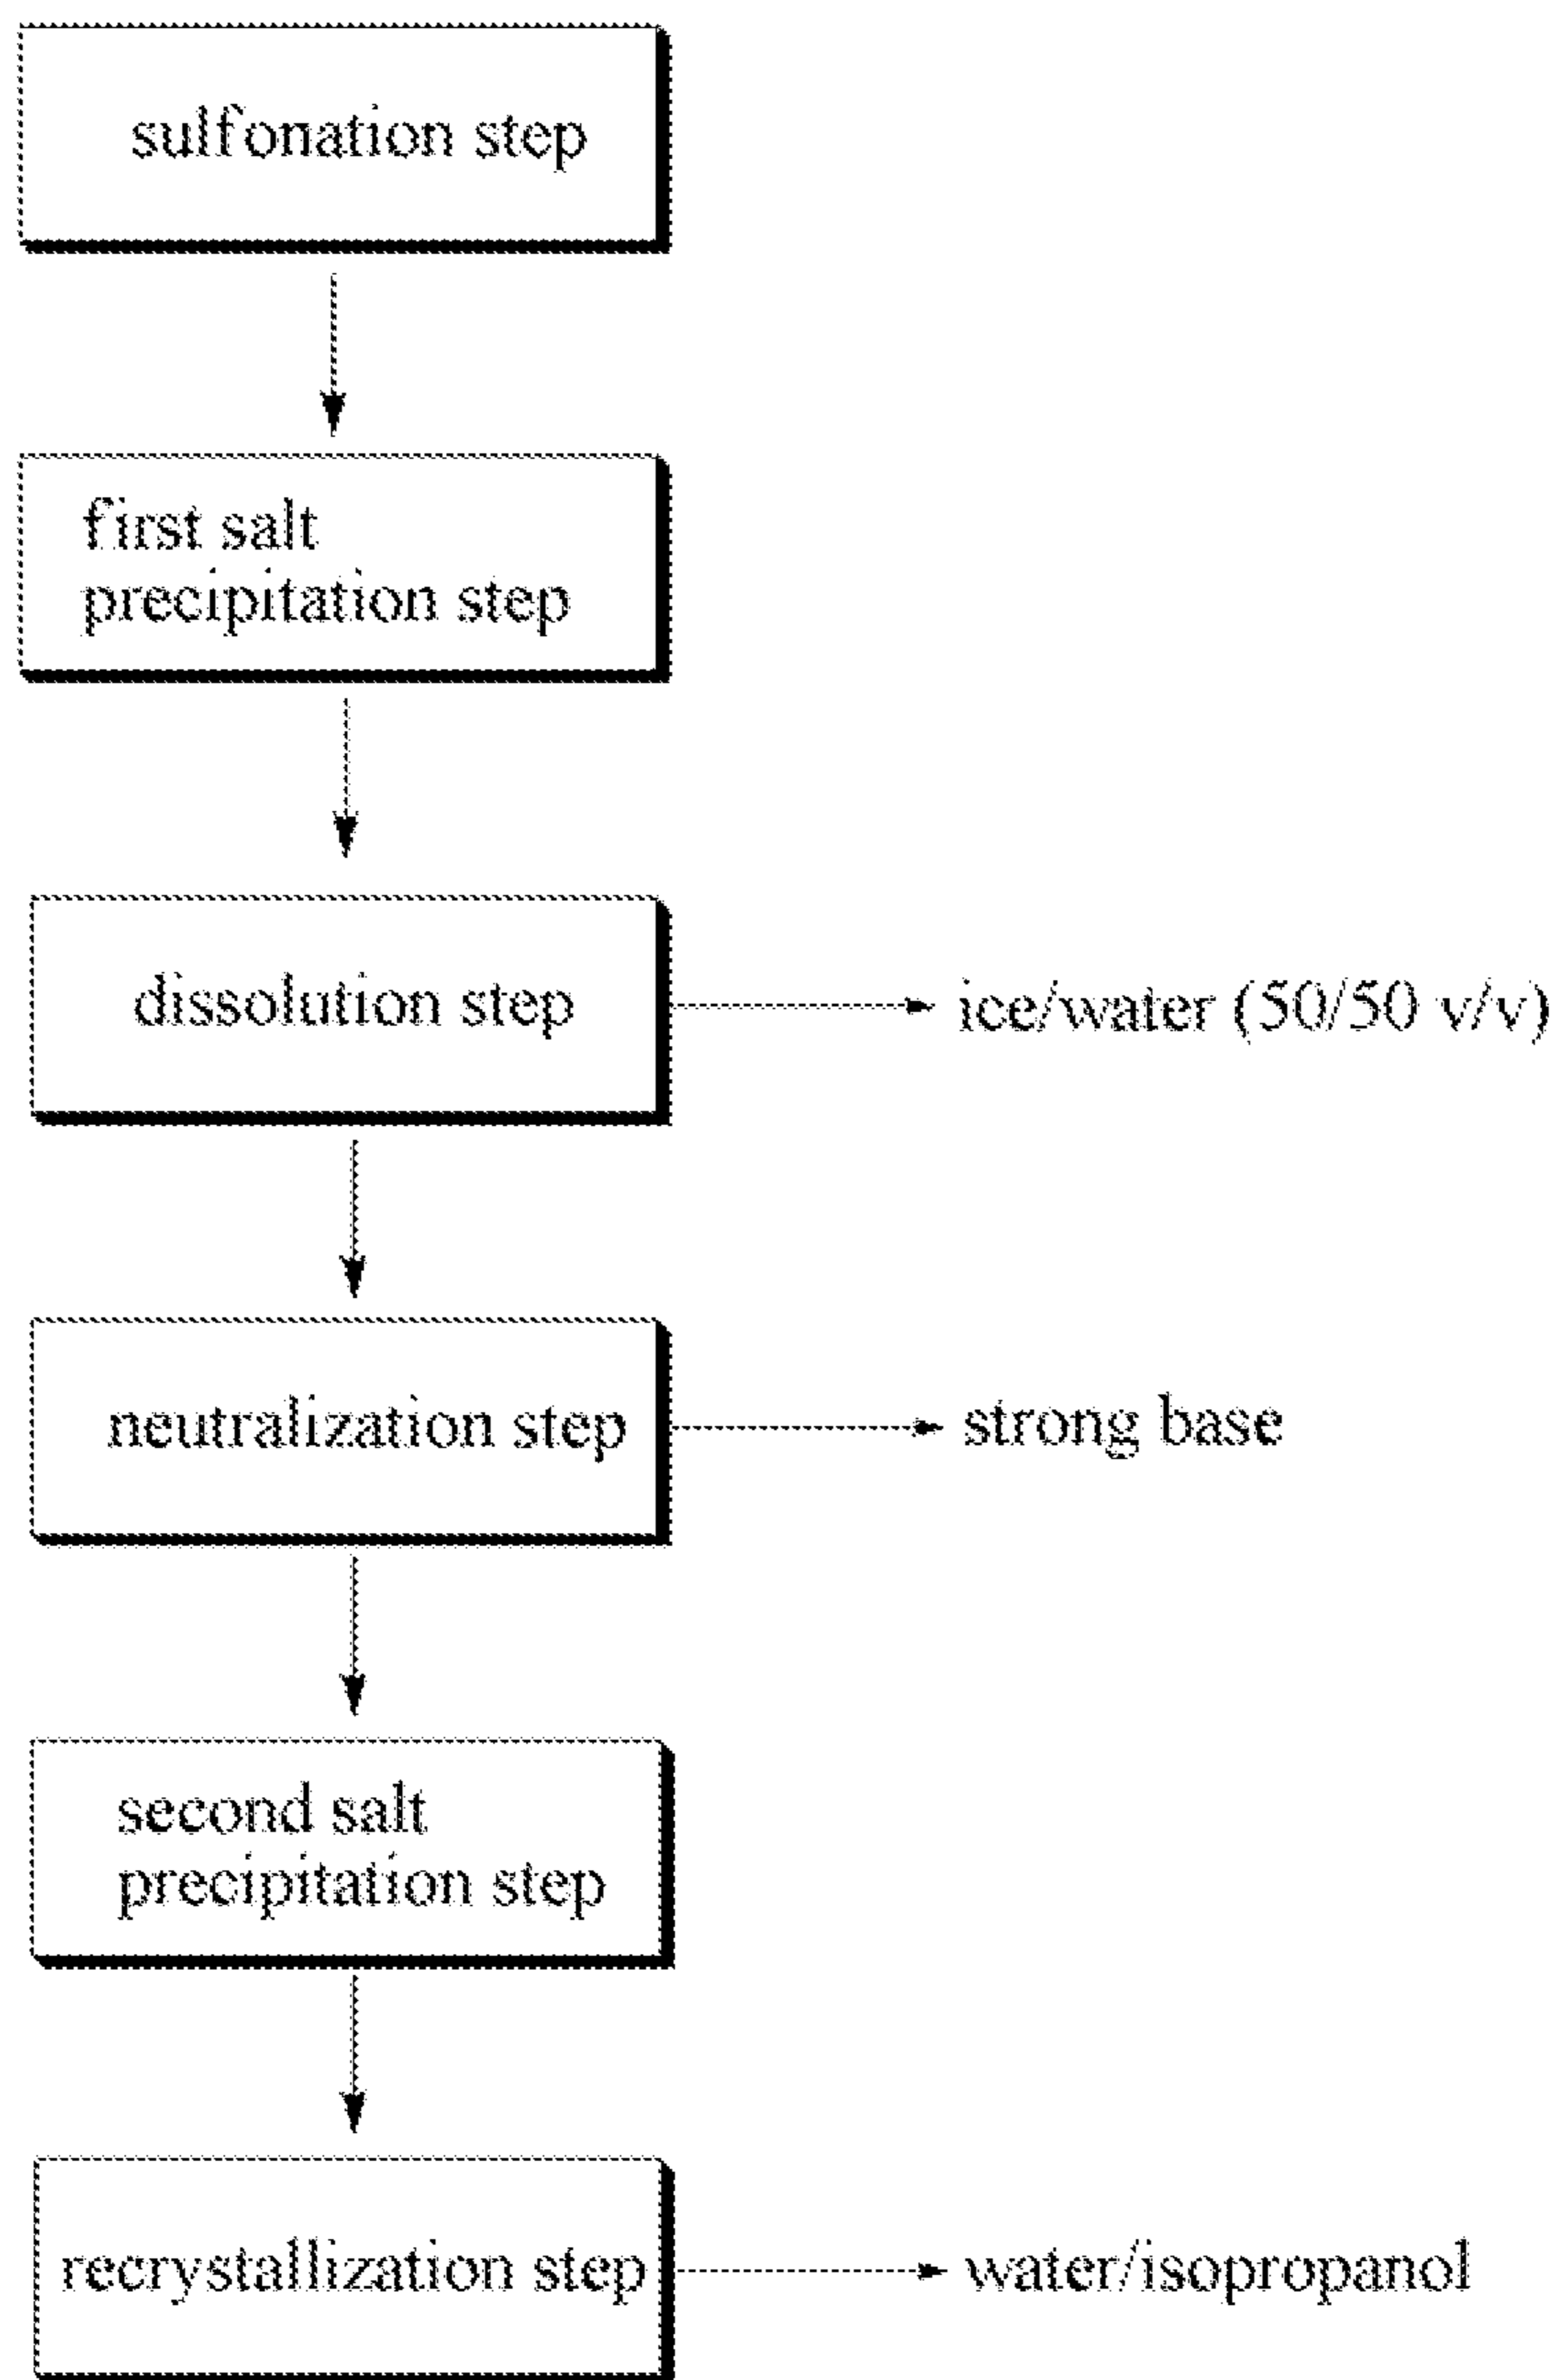 sulfonation step
first salt
precipitation step
dissolution step
ice/water (50/50 v/v)
neutralization step
strong base
second salt
precipitation step
recrystallization step
water/isopropanol